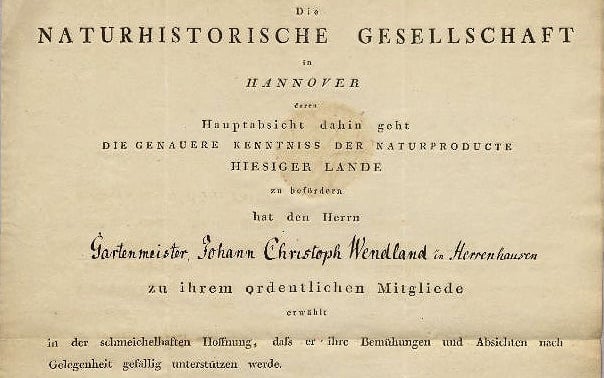 Die
NATURHISTORISCHE GESELLSCHAFT
in
HANNOVER
deren
Hauptabsicht dahin geht
DIE GENAUERE KENNTNISS DER NATURPRODUCTE
HIESIGER LANDE
zu befördern
hat den Herrn
Gartenmeister, Johann Christoph Wendland in Herrenhausen
zu ihrem ordentlichen Mitgliede
erwählt
in der schmeichelhaften Hoffnung, daſs er ihre Bemühungen und Absichten nach
Gelegenheit gefällig unterstützen werde.